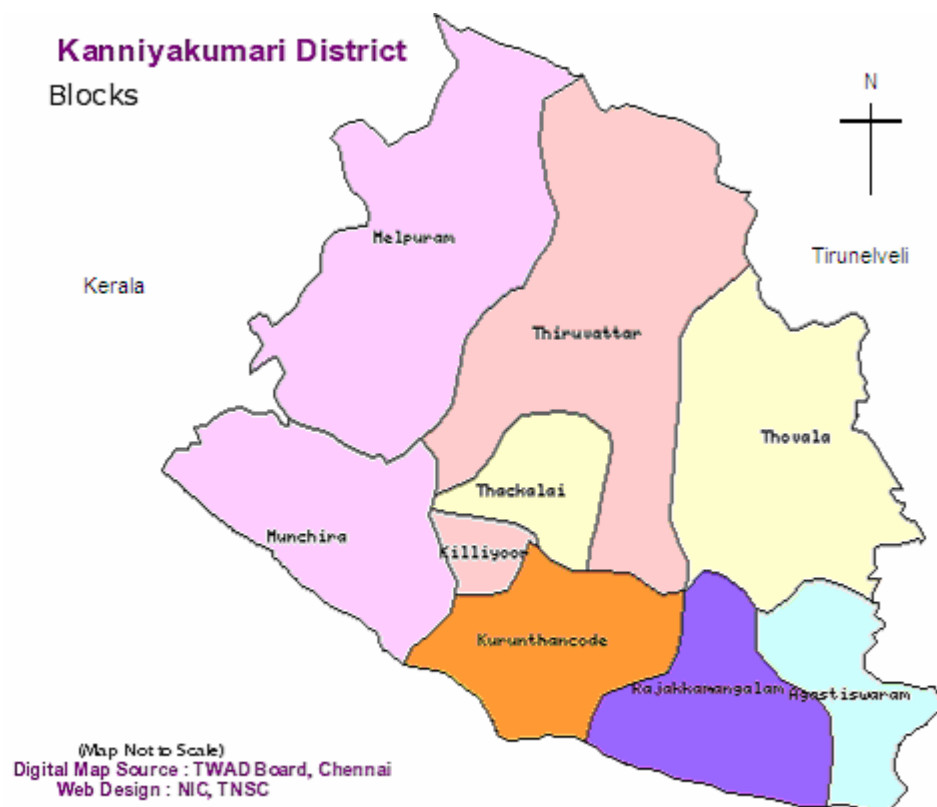 Kanniyakumari District
Blocks
N
Melpuram
Tirunelveli
Kerala
Thiruvattar
Thovala
Thackalai
Munchira
Killiyoor
Kurunthancode
Rajakkamangalam
Agastiswaram
(Map Not to Scale)
Digital Map Source : TWAD Board, Chennai
Web Design : NIC, TNSC